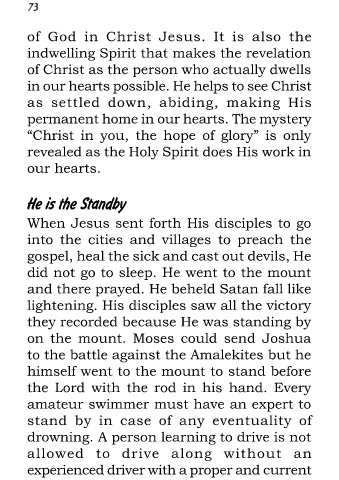 73
of God in Christ Jesus. It is also the
indwelling Spirit that makes the revelation
of Christ as the person who actually dwells
in our hearts possible. He helps to see Christ
as settled down, abiding, making His
permanent home in our hearts. The mystery
“Christ in you, the hope of glory” is only
revealed as the Holy Spirit does His work in
our hearts.
He is the Standby
When Jesus sent forth His disciples to go
into the cities and villages to preach the
gospel, heal the sick and cast out devils, He
did not go to sleep. He went to the mount
and there prayed. He beheld Satan fall like
lightening. His disciples saw all the victory
they recorded because He was standing by
on the mount. Moses could send Joshua
to the battle against the Amalekites but he
himself went to the mount to stand before
the Lord with the rod in his hand. Every
amateur swimmer must have an expert to
stand by in case of any eventuality of
drowning. A person learning to drive is not
allowed to drive along without an
experienced driver with a proper and current